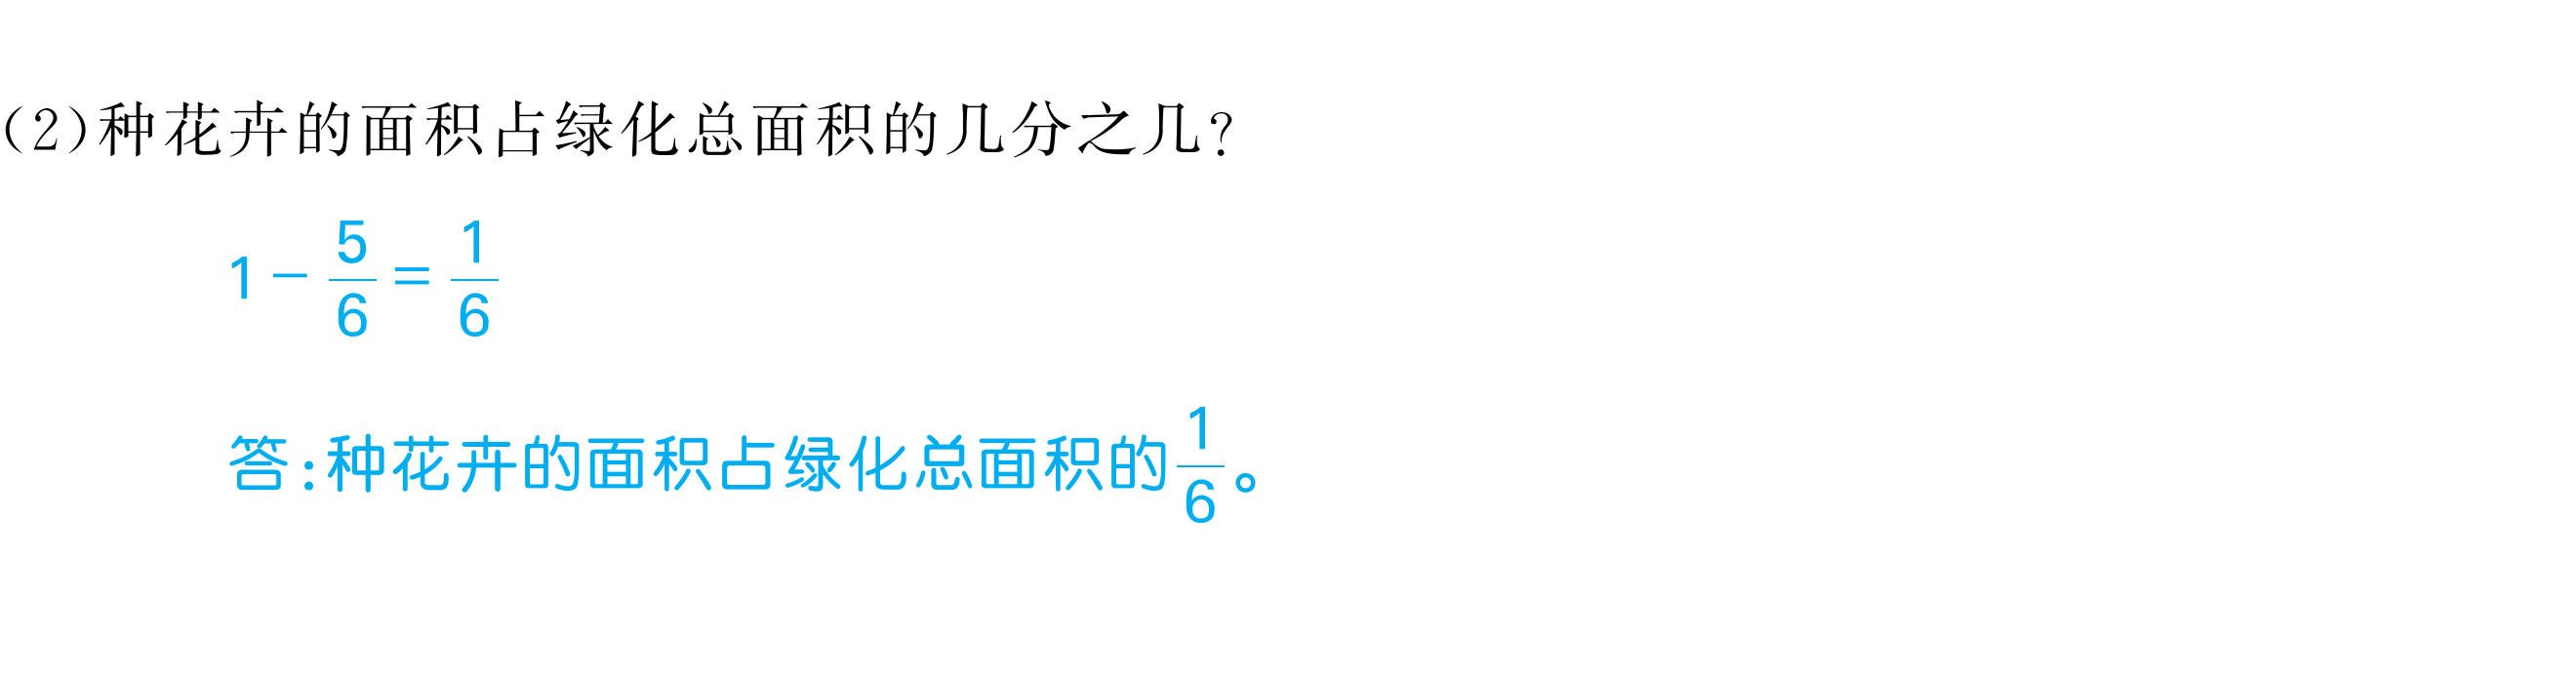 (2)种花卉的面积占绿化总面积的几分之几?
1 - 5/6 = 1/6
答:种花卉的面积占绿化总面积的1/6。